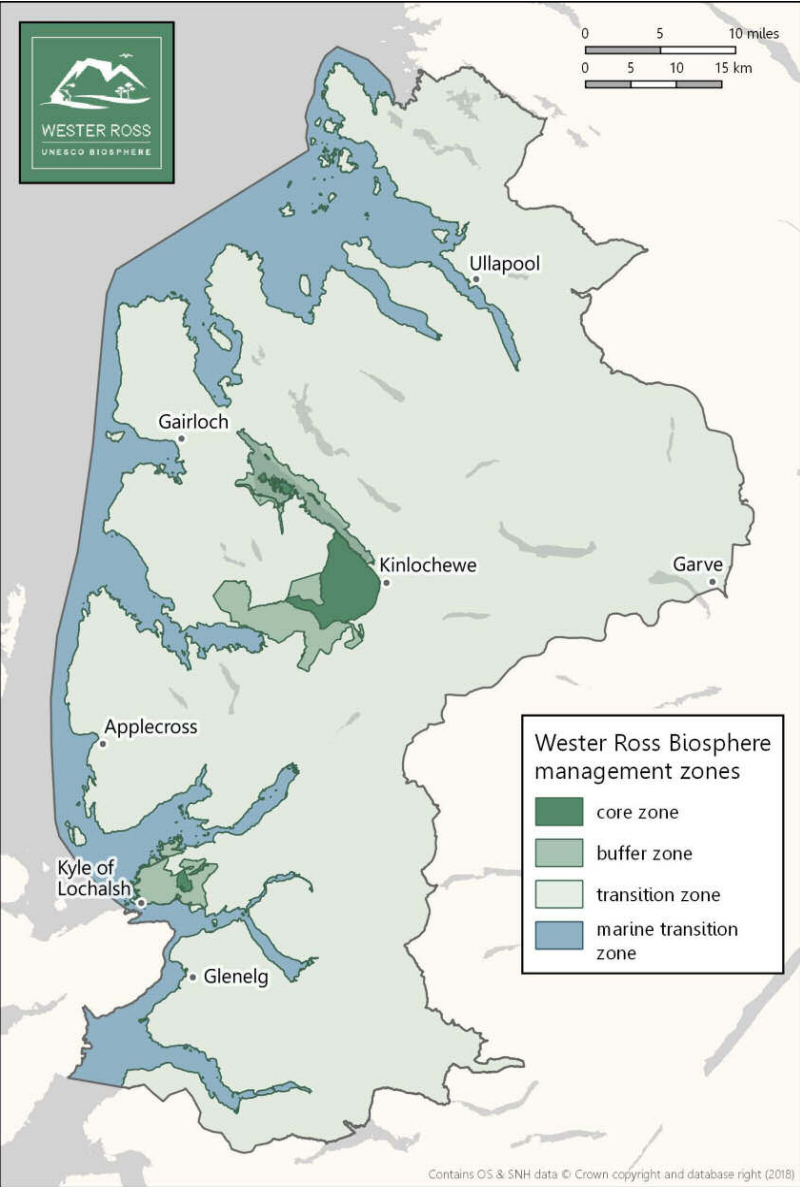 WESTER ROSS
UNESCO BIOSPHERE
0 5 10 miles
0 5 10 15 km
Ullapool
Gairloch
Kinlochewe
Garve
Applecross
Kyle of
Lochalsh
Glenelg
Wester Ross Biosphere
management zones
core zone
buffer zone
transition zone
marine transition
zone
Contains OS & SNH data © Crown copyright and database right (2018)